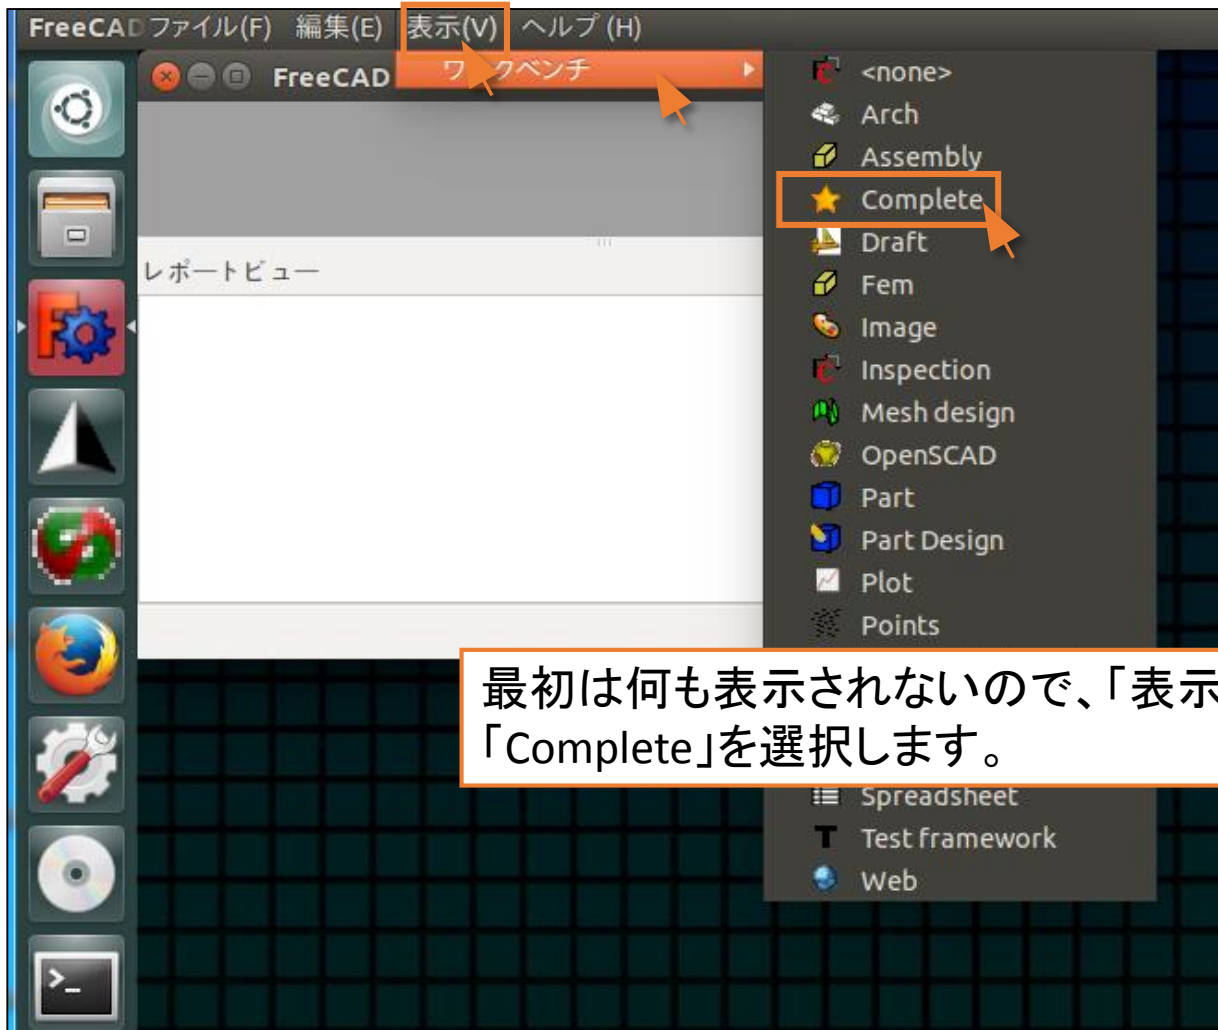 FreeCAD ファイル(F) 編集(E) 表示(V) ヘルプ (H)
FreeCAD
ワークベンチ
<none>
Arch
Assembly
Complete
Draft
Fem
Image
Inspection
Mesh design
OpenSCAD
Part
Part Design
Plot
Points
レポートビュー
最初は何も表示されないので、「表示
「Complete」を選択します。
Spreadsheet
Test framework
Web
>_